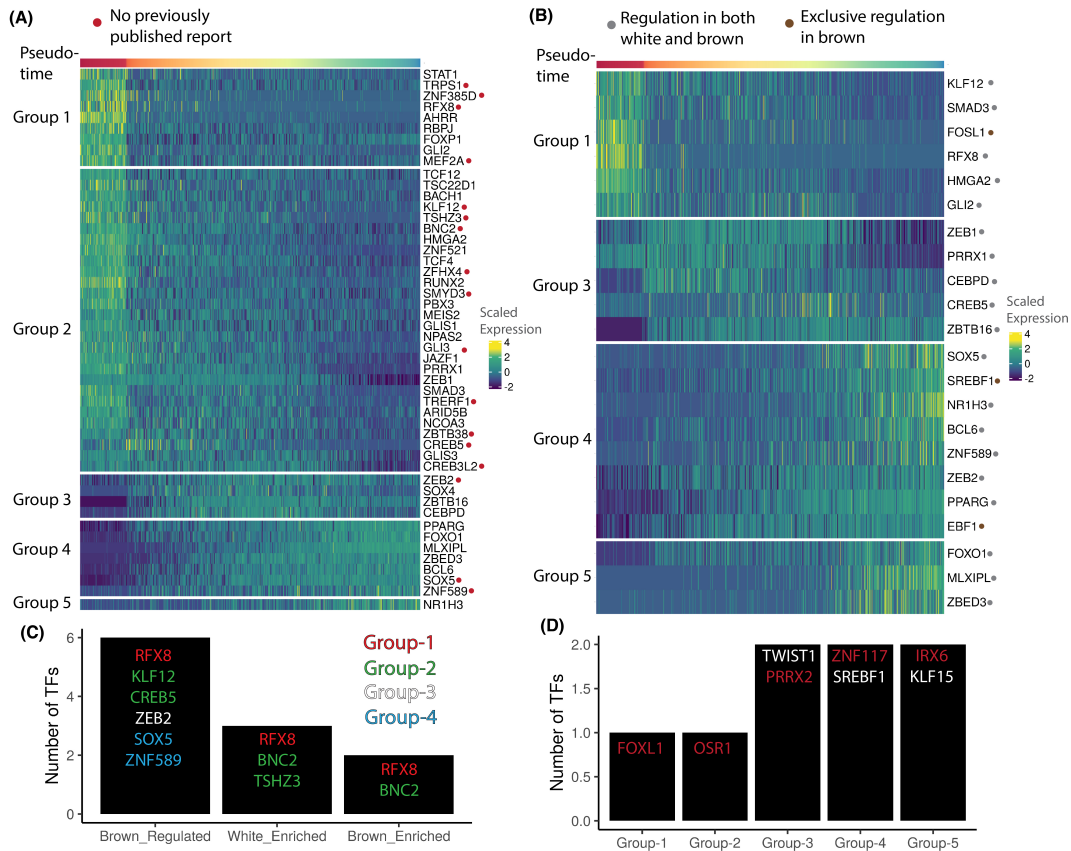 (A)
No previously
published report
Pseudo-
time
Group 1
STAT1
TRPS1
ZNF385D
RFX8
AHRR
RBPJ
FOXP1
GLI2
MEF2A
Group 2
TCF12
TSC22D1
BACH1
KLF12
TSHZ3
BNC2
HMGA2
ZNF521
TCF4
ZFHX4
RUNX2
SMYD3
PBX3
MEIS2
GLIS1
NPAS2
GLI3
JAZF1
PRRX1
ZEB1
SMAD3
TRERF1
ARID5B
NCOA3
ZBTB38
CREB5
GLIS3
CREB3L2
Group 3
ZEB2
SOX4
ZBTB16
CEBPD
Group 4
PPARG
FOXO1
MLXIPL
ZBED3
BCL6
SOX5
ZNF589
Group 5
NR1H3
Scaled
Expression
4
2
0
-2
(B)
Regulation in both
white and brown
Exclusive regulation
in brown
Pseudo-
time
Group 1
KLF12
SMAD3
FOSL1
RFX8
HMGA2
GLI2
Group 3
ZEB1
PRRX1
CEBPD
CREB5
ZBTB16
Group 4
SOX5
SREBF1
NR1H3
BCL6
ZNF589
ZEB2
PPARG
EBF1
Group 5
FOXO1
MLXIPL
ZBED3
Scaled
Expression
4
2
0
-2
(C)
Number of TFs
6
4
2
0
RFX8
KLF12
CREB5
ZEB2
SOX5
ZNF589
RFX8
BNC2
TSHZ3
RFX8
BNC2
Group-1
Group-2
Group-3
Group-4
Brown_Regulated
White_Enriched
Brown_Enriched
(D)
Number of TFs
2.0
1.5
1.0
0.5
0.0
FOXL1
OSR1
TWIST1
PRRX2
ZNF117
SREBF1
IRX6
KLF15
Group-1
Group-2
Group-3
Group-4
Group-5